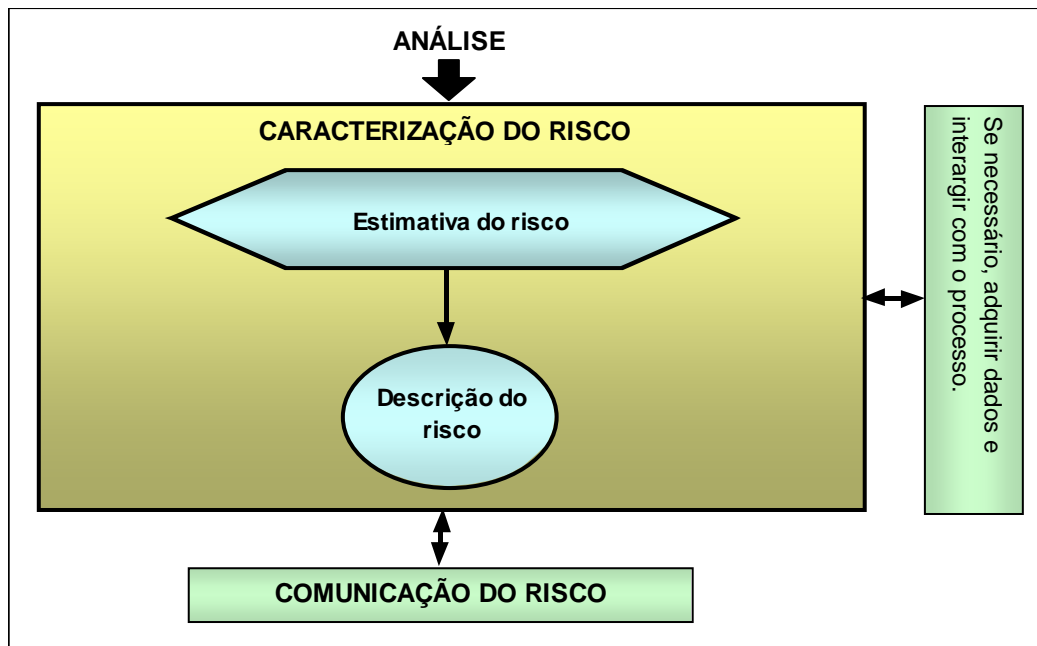 ANÁLISE
CARACTERIZAÇÃO DO RISCO
Estimativa do risco
Descrição do
risco
Se necessário, adquirir dados e
interargir com o processo.
COMUNICAÇÃO DO RISCO